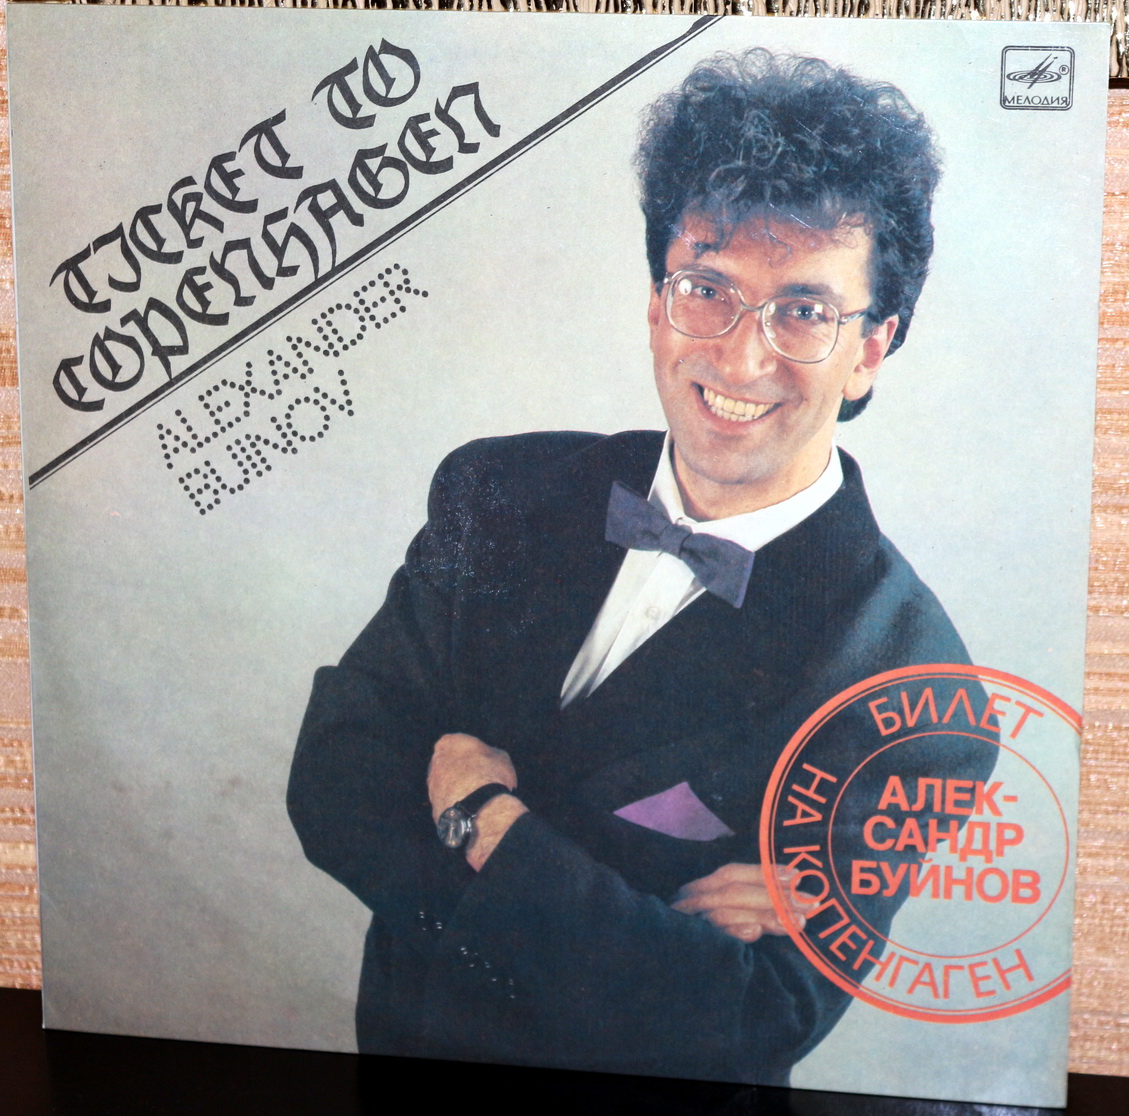 TICKET TO
COPENHAGEN
ALEXANDER
BUINOV
МЕЛОДИЯ
БИЛЕТ
НА КОПЕНГАГЕН
АЛЕК-
САНДР
БУЙНОВ